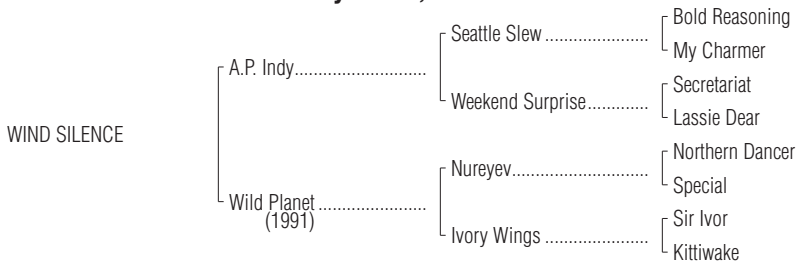 Bold Reasoning
Seattle Slew ........................
My Charmer
A.P. Indy..............................
Secretariat
Weekend Surprise..............
Lassie Dear
WIND SILENCE
Northern Dancer
Nureyev...............................
Special
Wild Planet ........................
(1991)
Sir Ivor
Ivory Wings ........................
Kittiwake